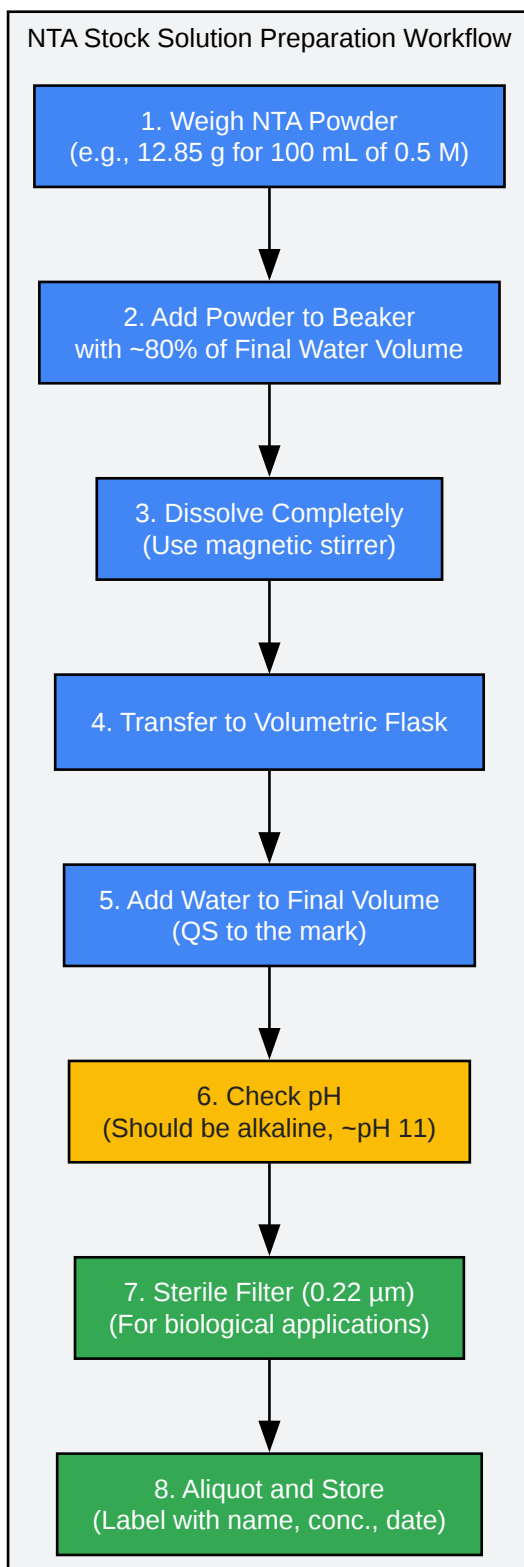 NTA Stock Solution Preparation Workflow
1. Weigh NTA Powder
(e.g., 12.85 g for 100 mL of 0.5 M)
2. Add Powder to Beaker
with ~80% of Final Water Volume
3. Dissolve Completely
(Use magnetic stirrer)
4. Transfer to Volumetric Flask
5. Add Water to Final Volume
(QS to the mark)
6. Check pH
(Should be alkaline, ~pH 11)
7. Sterile Filter (0.22 µm)
(For biological applications)
8. Aliquot and Store
(Label with name, conc., date)